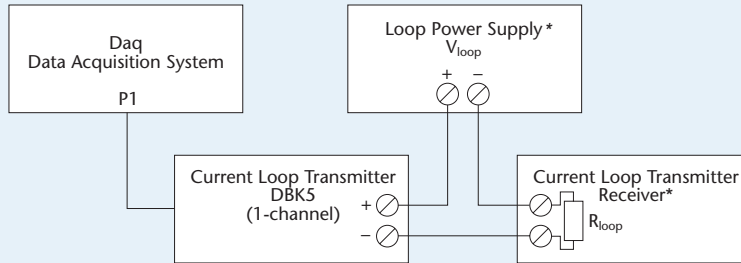 Daq
Data Acquisition System
P1
Loop Power Supply*
Vloop
+ −
Current Loop Transmitter
DBK5
(1-channel)
+
−
Current Loop Transmitter
Receiver*
Rloop